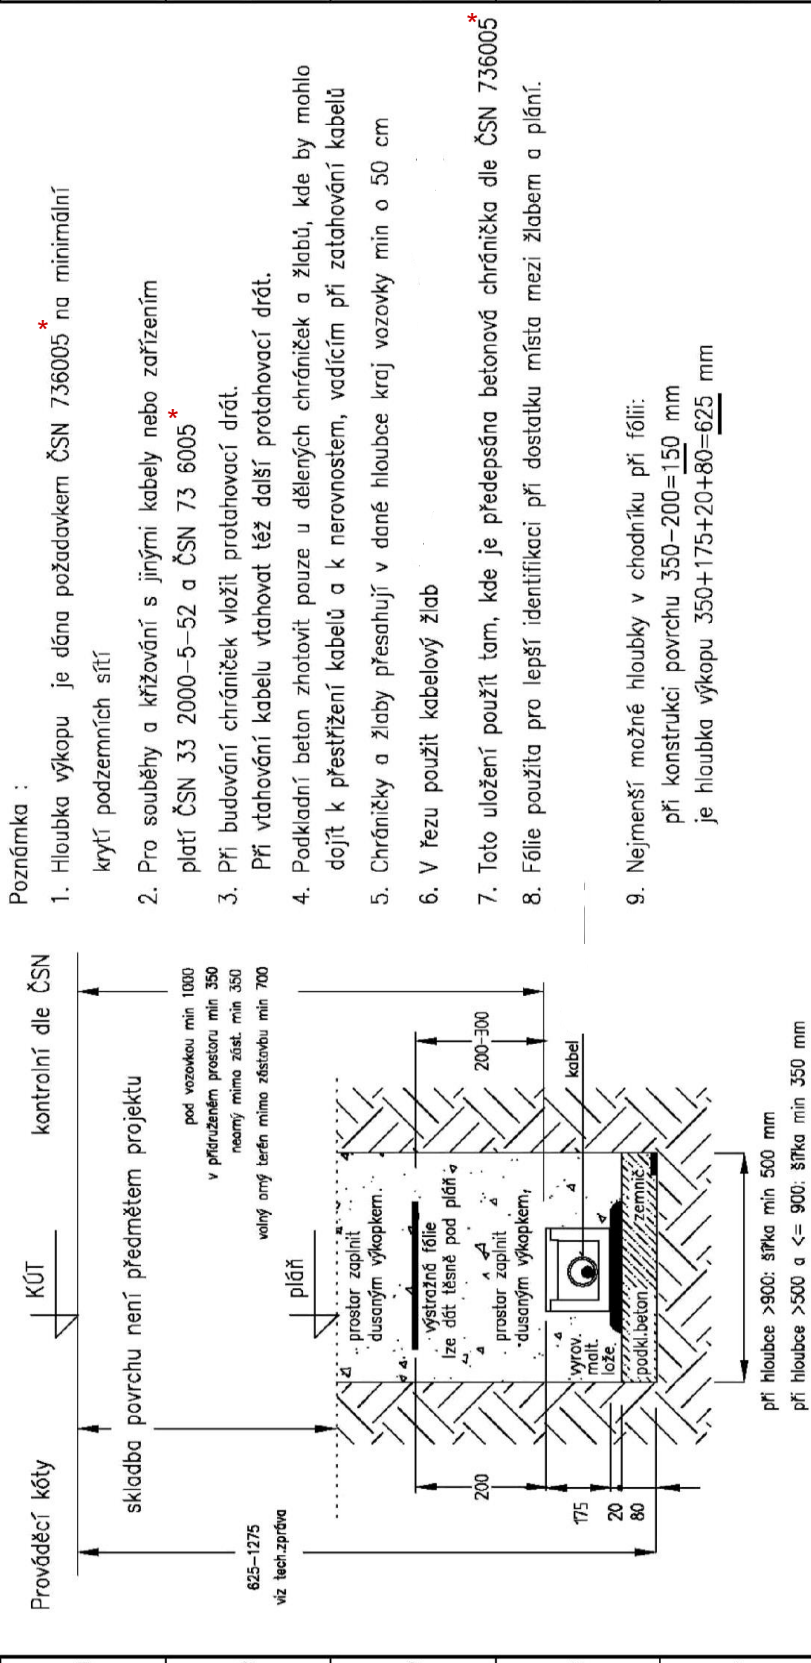 Prováděcí kóty
KÚT
kontrolní dle ČSN
skladba povrchu není předmětem projektu
625-1275
viz tech.zpráva
pod vozovkou min 1000
v přidruženém prostoru min 350
neorný mimo zást. min 350
volný orný terén mimo zástavbu min 700
pláň
prostor zaplnit
dusaným výkopkem.
výstražná fólie
lze dát těsně pod pláň
prostor zaplnit
dusaným výkopkem,
200
200-300
kabel
vyrov.
malt.
lože.
175
20
80
podkl.beton.
zemnič.
při hloubce >900: šířka min 500 mm
při hloubce >500 a <= 900: šířka min 350 mm
Poznámka :
1. Hloubka výkopu je dána požadavkem ČSN 736005* na minimální
krytí podzemních sítí
2. Pro souběhy a křižování s jinými kabely nebo zařízením
platí ČSN 33 2000-5-52 a ČSN 73 6005*
3. Při budování chrániček vložit protahovací drát.
Při vtahování kabelu vtahovat též další protahovací drát.
4. Podkladní beton zhotovit pouze u dělených chrániček a žlabů, kde by mohlo
dojít k přestřižení kabelů a k nerovnostem, vadícím při zatahování kabelů
5. Chráničky a žlaby přesahují v dané hloubce kraj vozovky min o 50 cm
6. V řezu použit kabelový žlab
7. Toto uložení použít tam, kde je předepsána betonová chránička dle ČSN 736005*
8. Fólie použita pro lepší identifikaci při dostatku místa mezi žlabem a plání.
9. Nejmenší možné hloubky v chodníku při fólii:
při konstrukci povrchu 350-200=150 mm
je hloubka výkopu 350+175+20+80=625 mm